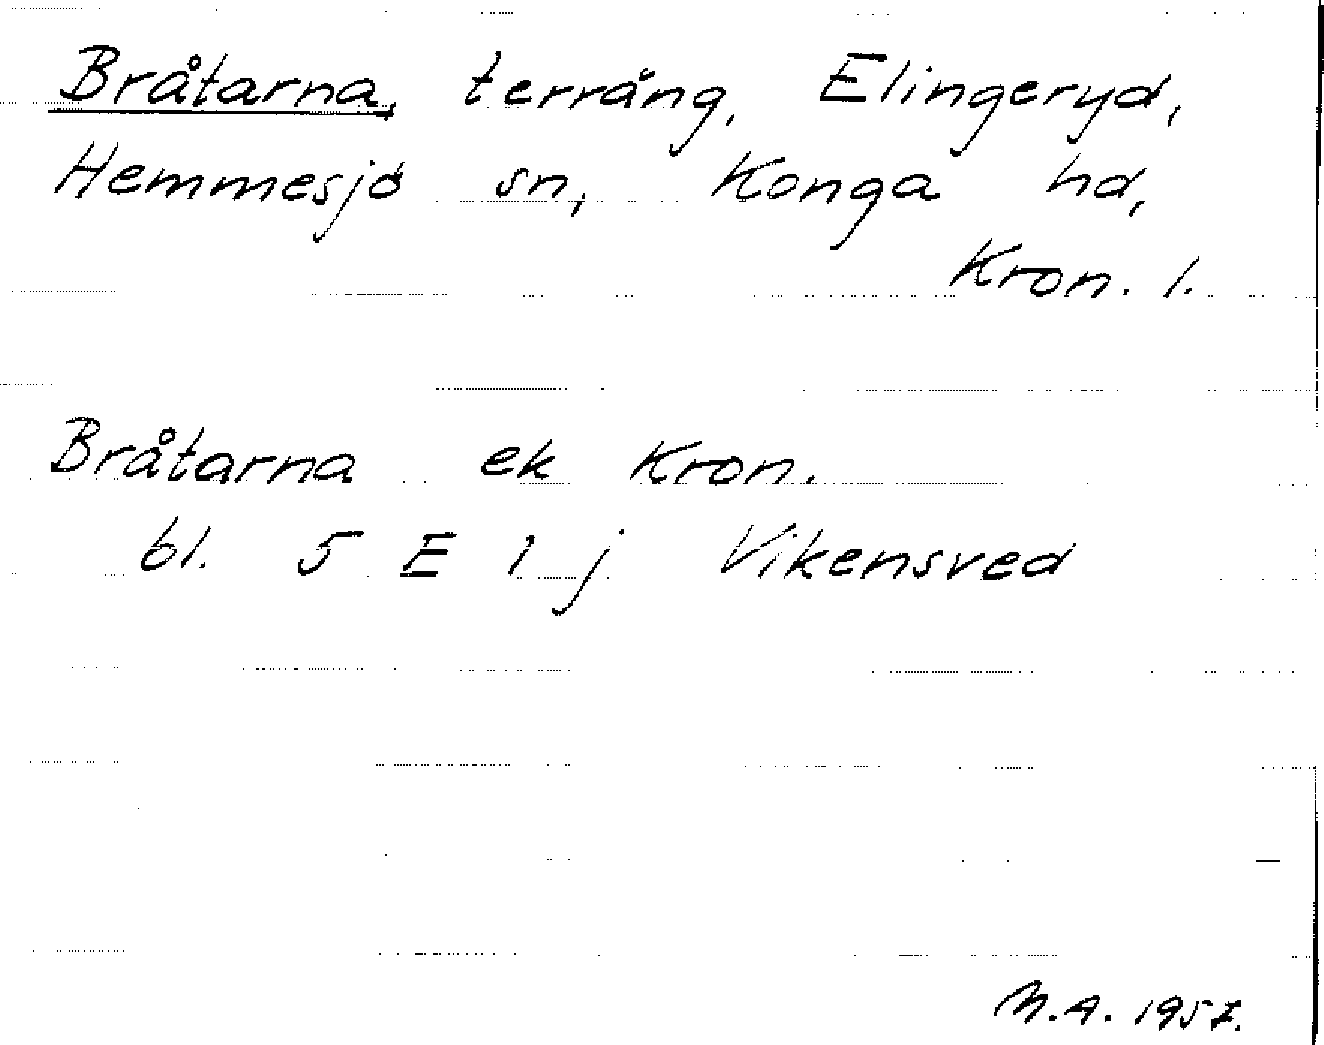 Bråtarna, terräng, Elingeryd,
Hemmesjö sn, Konga hd,
Kron. l.
Bråtarna ek Kron.
bl. 5 E 1 j Vikensved
M.A. 1957.